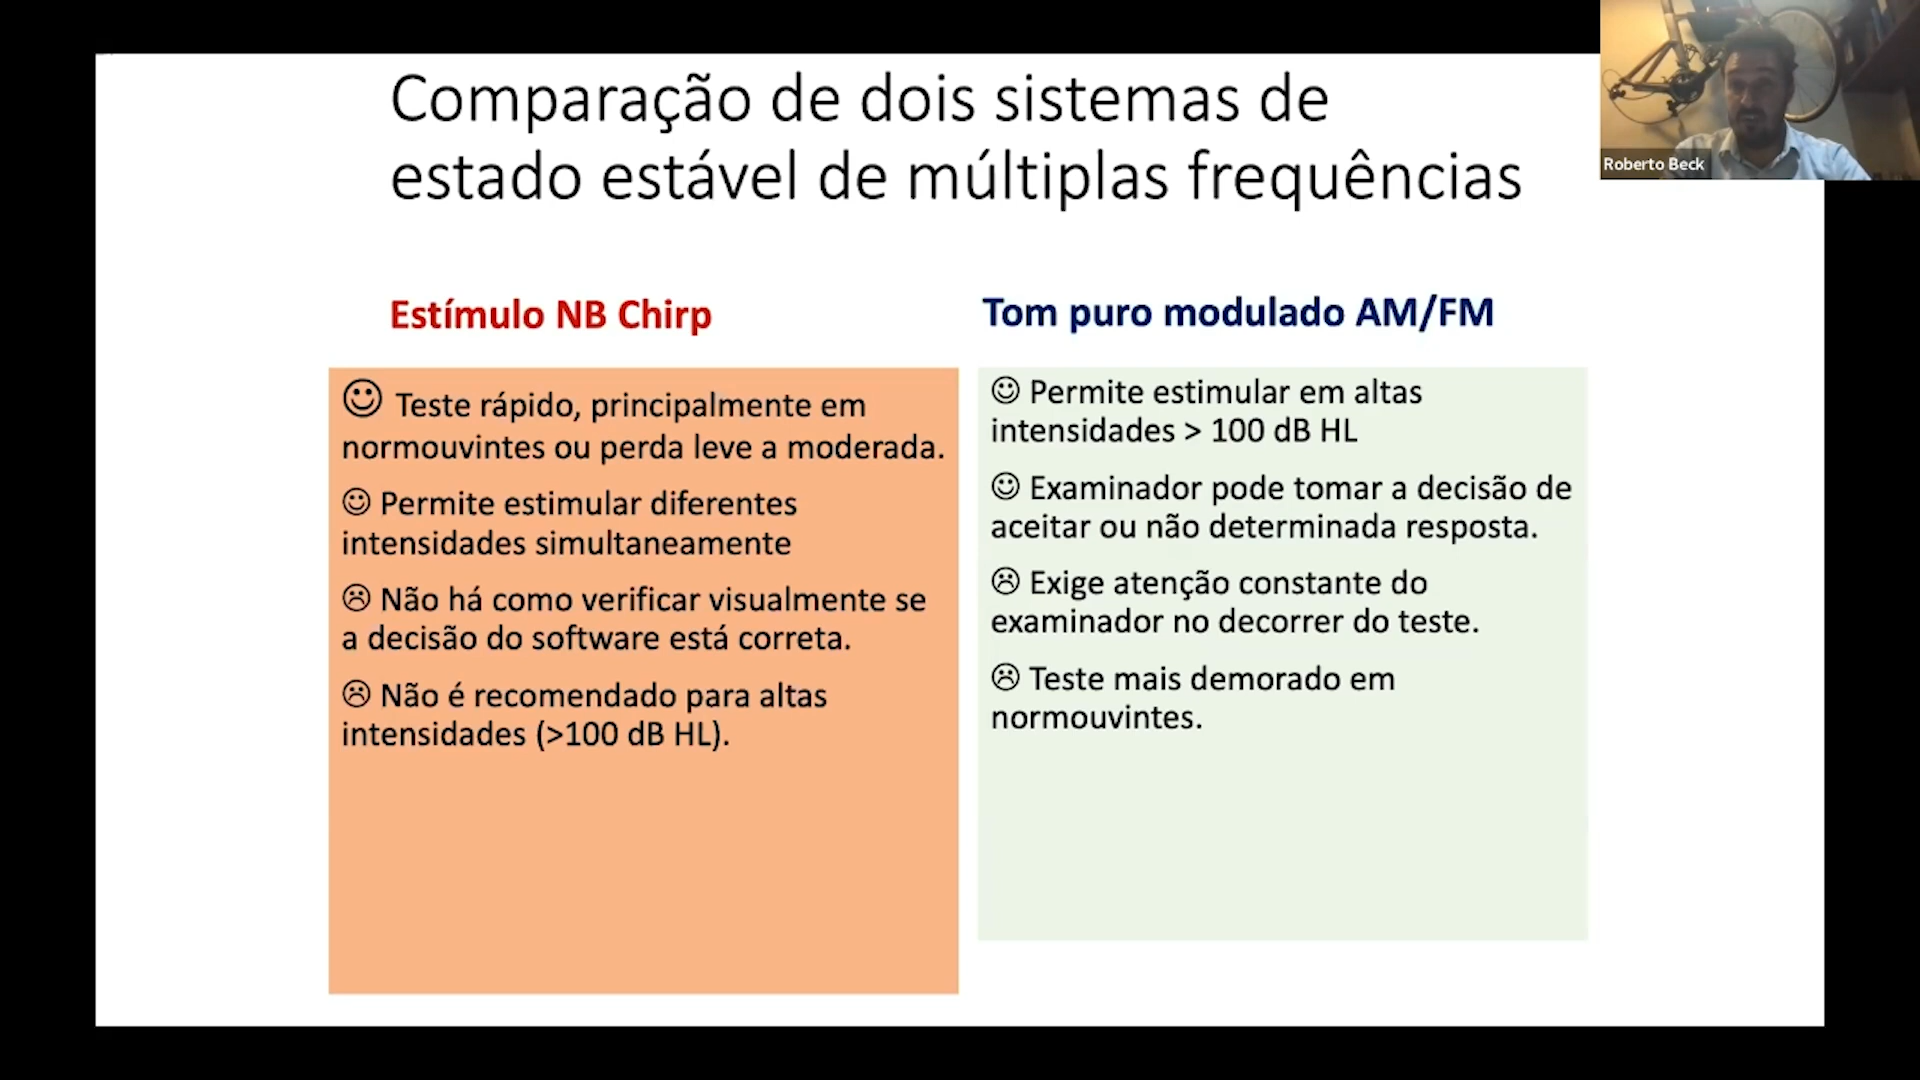 Comparação de dois sistemas de
estado estável de múltiplas frequências
Roberto Beck
Estímulo NB Chirp
☺ Teste rápido, principalmente em
normouvintes ou perda leve a moderada.
☺ Permite estimular diferentes
intensidades simultaneamente
☹ Não há como verificar visualmente se
a decisão do software está correta.
☹ Não é recomendado para altas
intensidades (>100 dB HL).
Tom puro modulado AM/FM
☺ Permite estimular em altas
intensidades > 100 dB HL
☺ Examinador pode tomar a decisão de
aceitar ou não determinada resposta.
☹ Exige atenção constante do
examinador no decorrer do teste.
☹ Teste mais demorado em
normouvintes.